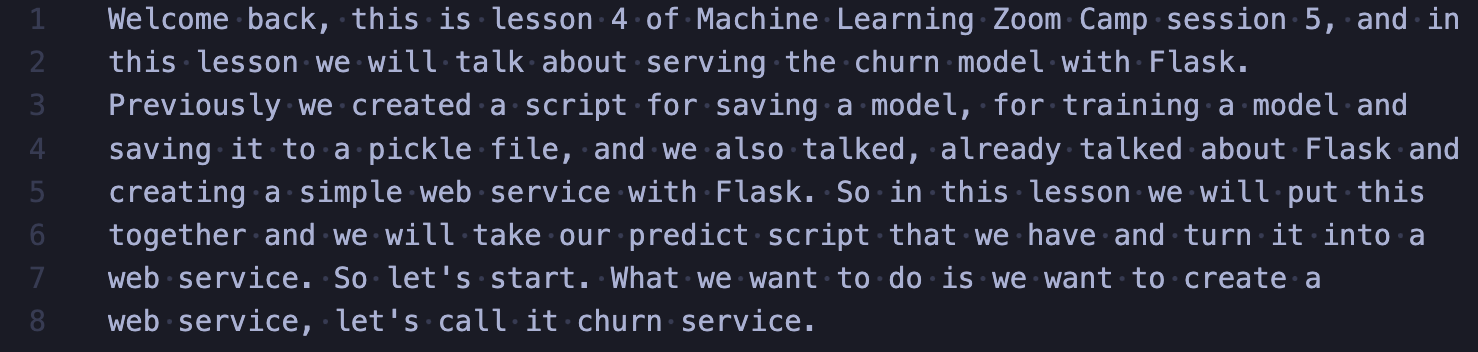 1 Welcome back, this is lesson 4 of Machine Learning Zoom Camp session 5, and in
2 this lesson we will talk about serving the churn model with Flask.
3 Previously we created a script for saving a model, for training a model and
4 saving it to a pickle file, and we also talked, already talked about Flask and
5 creating a simple web service with Flask. So in this lesson we will put this
6 together and we will take our predict script that we have and turn it into a
7 web service. So let's start. What we want to do is we want to create a
8 web service, let's call it churn service.